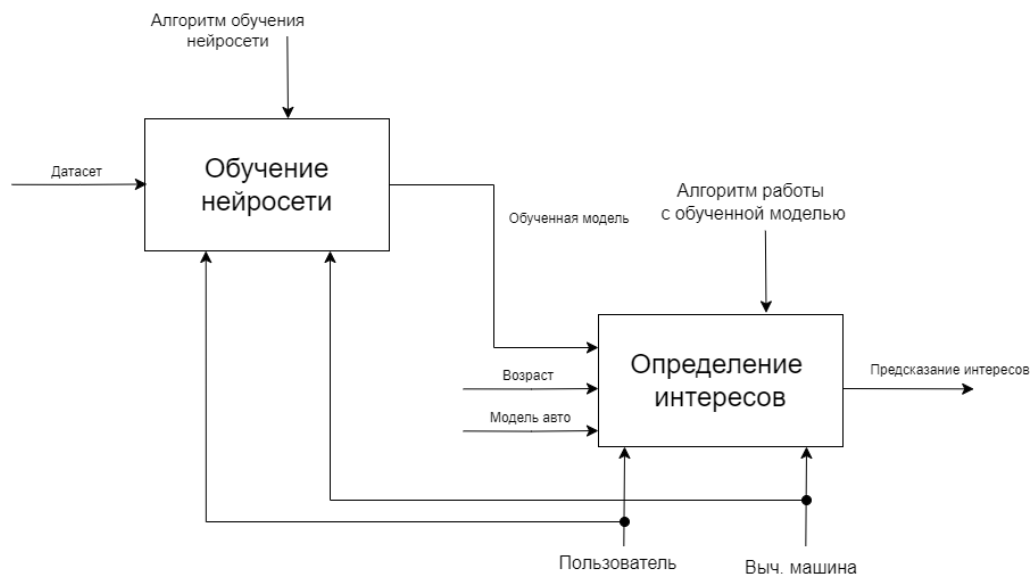 Алгоритм обучения
нейросети
Датасет
Обучение
нейросети
Обученная модель
Алгоритм работы
с обученной моделью
Возраст
Модель авто
Определение
интересов
Предсказание интересов
Пользователь
Выч. машина